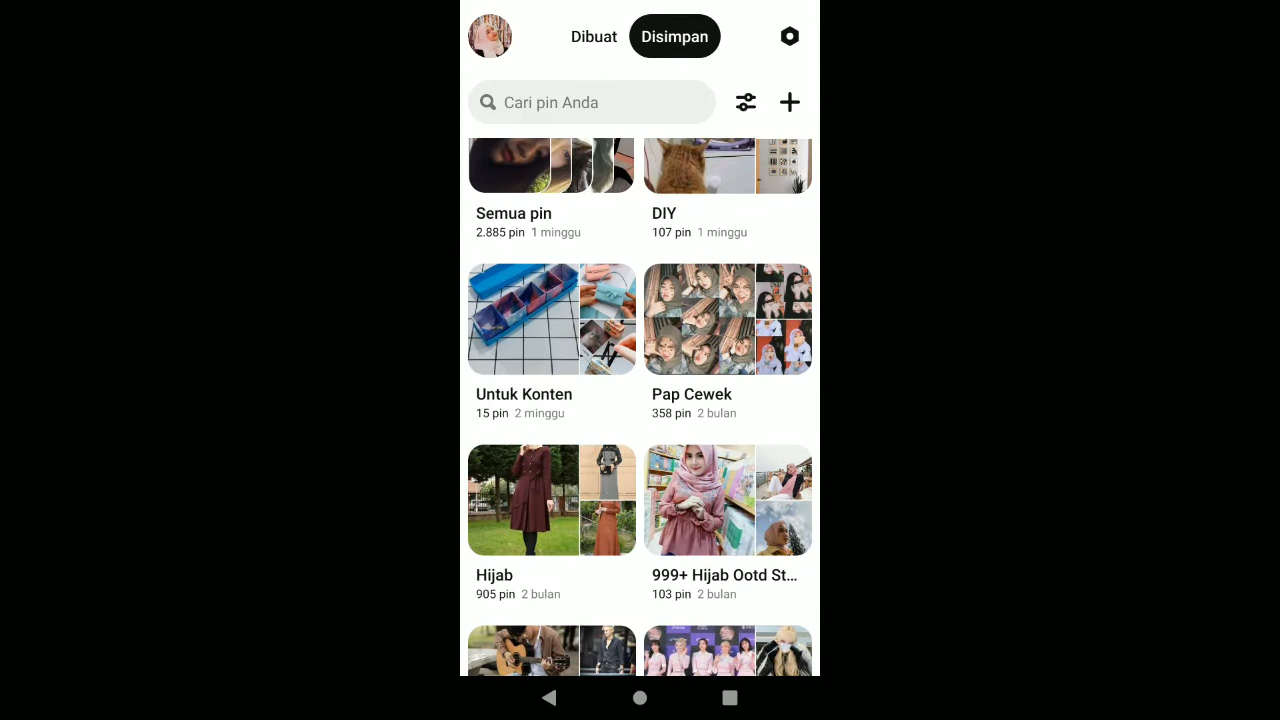 Dibuat Disimpan
Cari pin Anda
Semua pin
2.885 pin 1 minggu
DIY
107 pin 1 minggu
Untuk Konten
15 pin 2 minggu
Pap Cewek
358 pin 2 bulan
Hijab
905 pin 2 bulan
999+ Hijab Ootd St...
103 pin 2 bulan